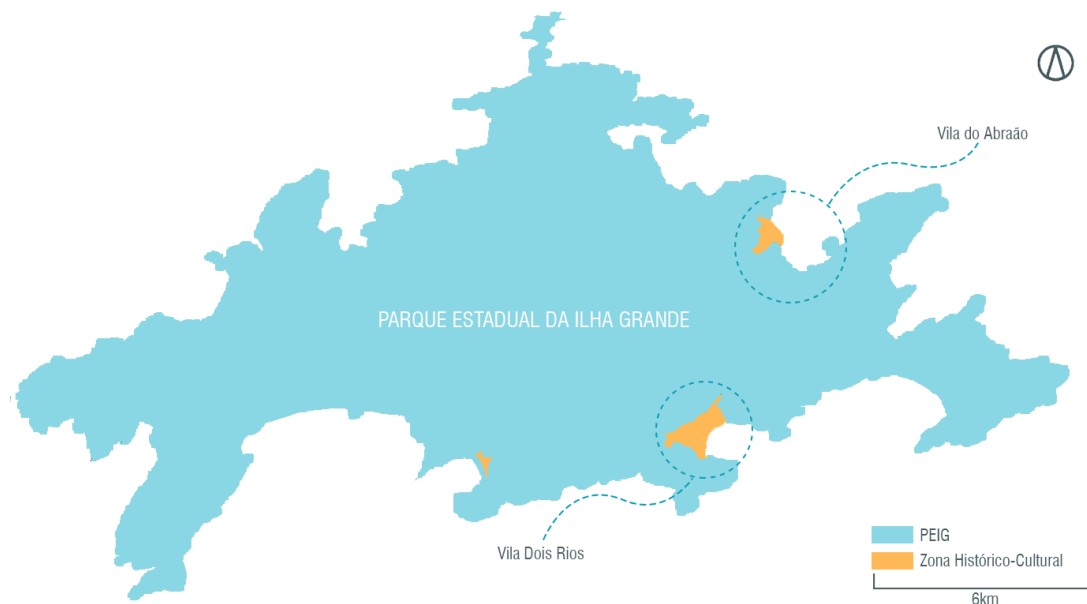 Vila do Abraão
PARQUE ESTADUAL DA ILHA GRANDE
Vila Dois Rios
PEIG
Zona Histórico-Cultural
6km